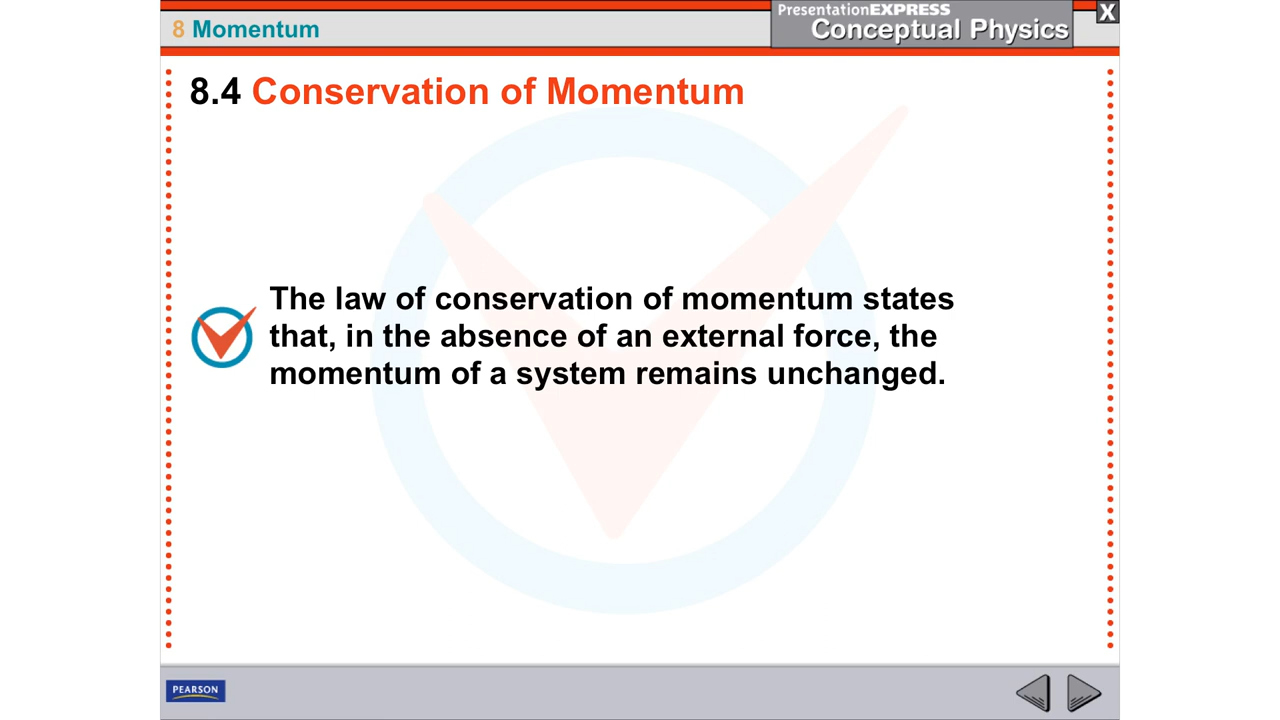 PresentationEXPRESS
X
8 Momentum
Conceptual Physics
8.4 Conservation of Momentum
The law of conservation of momentum states
that, in the absence of an external force, the
momentum of a system remains unchanged.
PEARSON